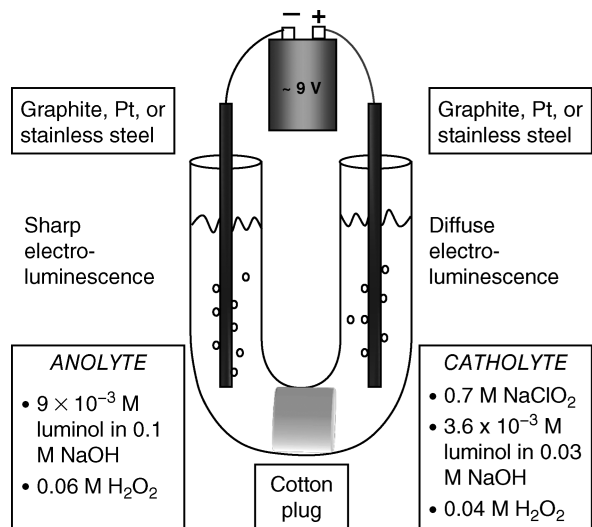 − +
~ 9 V
Graphite, Pt, or
stainless steel
Graphite, Pt, or
stainless steel
Sharp
electro-
luminescence
Diffuse
electro-
luminescence
ANOLYTE
• 9 × 10⁻³ M
luminol in 0.1
M NaOH
• 0.06 M H₂O₂
CATHOLYTE
• 0.7 M NaClO₂
• 3.6 x 10⁻³ M
luminol in 0.03
M NaOH
• 0.04 M H₂O₂
Cotton
plug